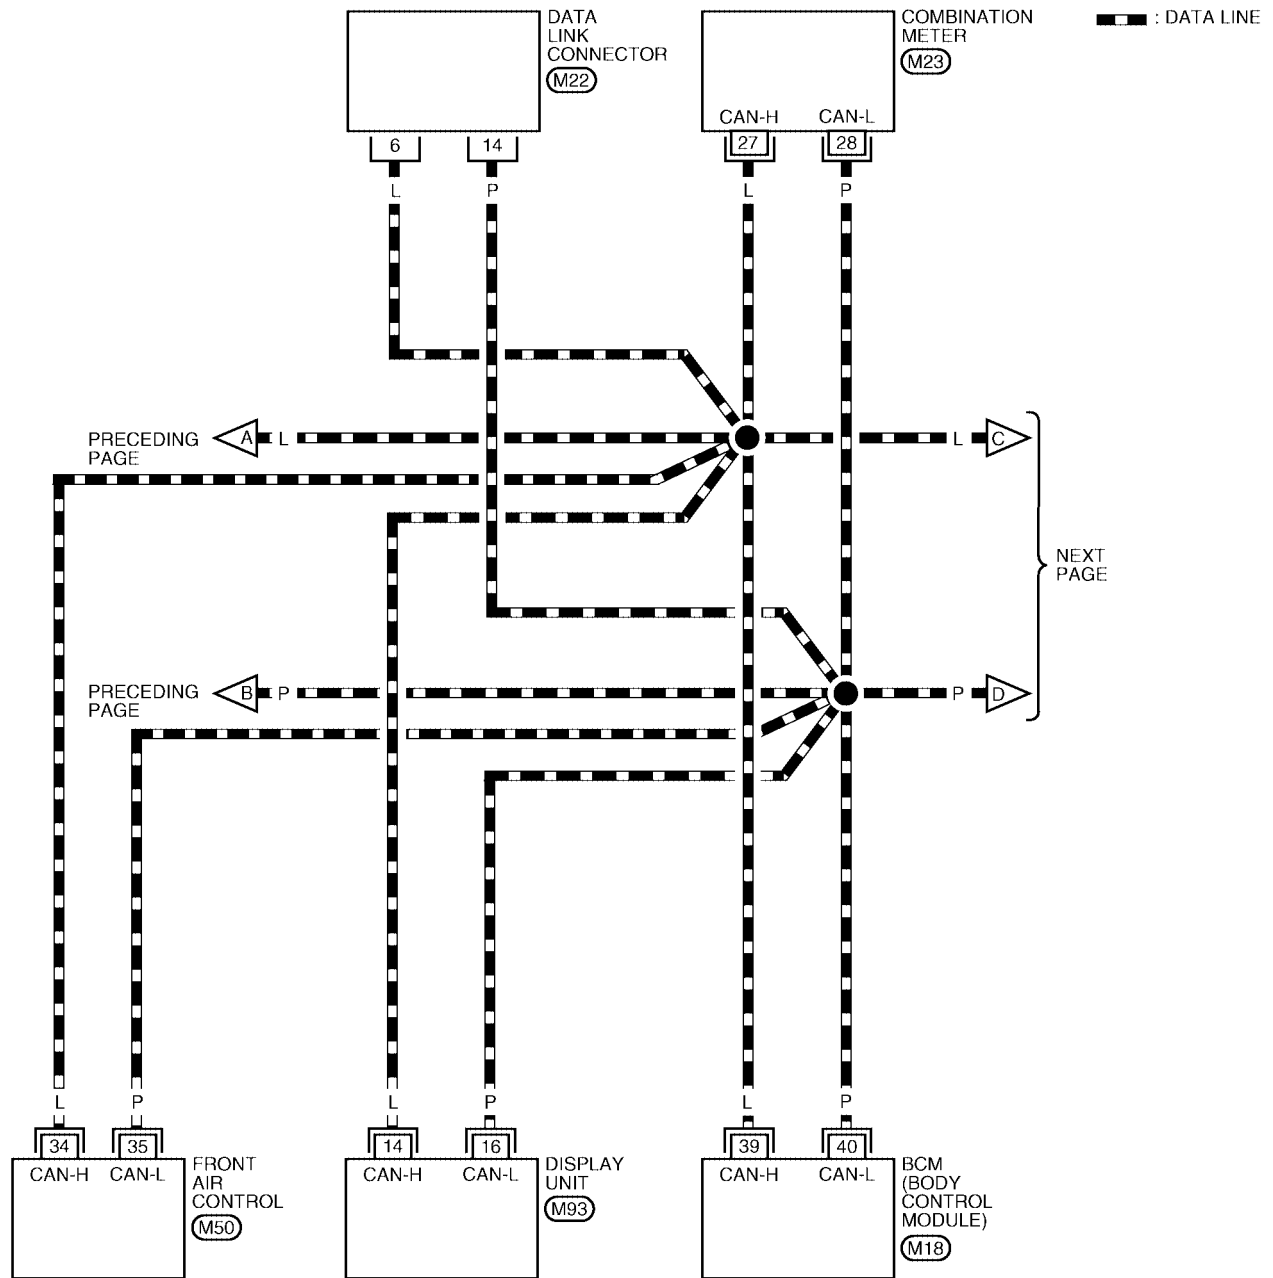 DATA
LINK
CONNECTOR
M22
COMBINATION
METER
M23
: DATA LINE
CAN-H CAN-L
6 14 27 28
L P L P
PRECEDING
PAGE
A L L C
NEXT
PAGE
PRECEDING
PAGE
B P P D
L P L P L P
34 35 14 16 39 40
CAN-H CAN-L CAN-H CAN-L CAN-H CAN-L
FRONT
AIR
CONTROL
M50
DISPLAY
UNIT
M93
BCM
(BODY
CONTROL
MODULE)
M18